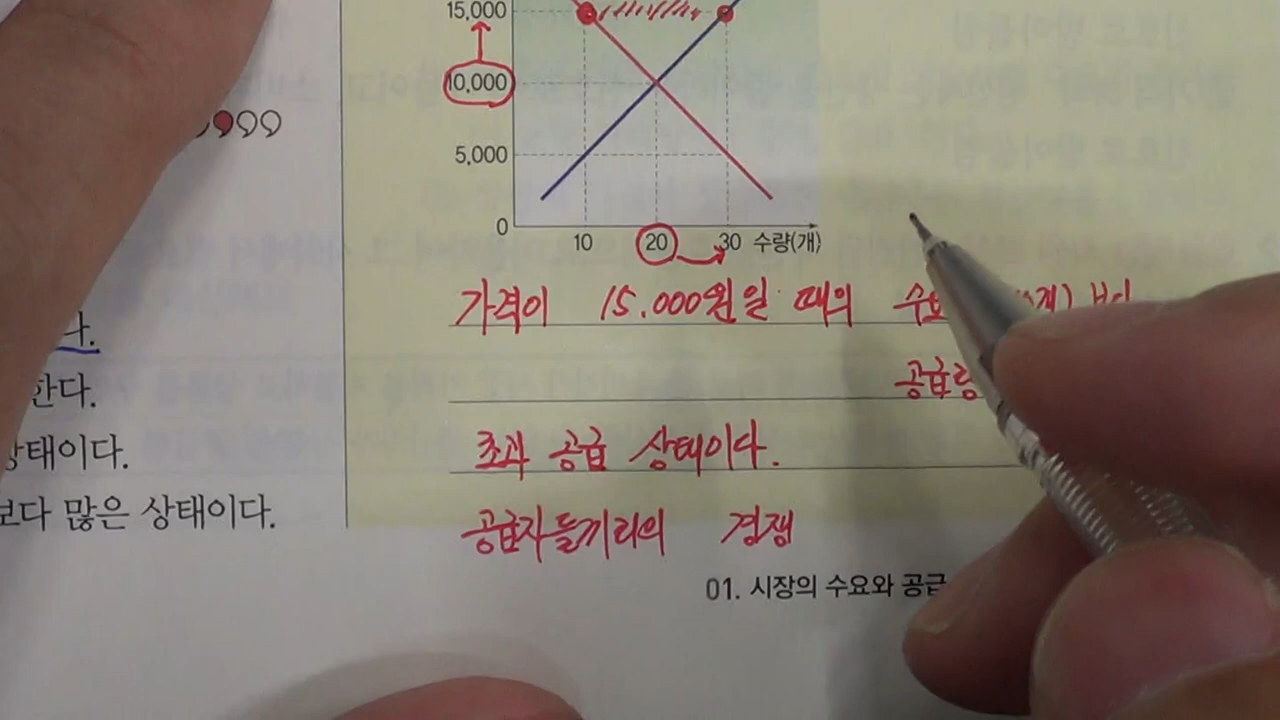 15,000
10,000
5,000
0
10 20 30 수량(개)
가격이 15.000원일 때의
공급량
초과 공급 상태이다.
공급자들끼리의 경쟁
01. 시장의 수요와 공급
다.
한다.
상태이다.
보다 많은 상태이다.